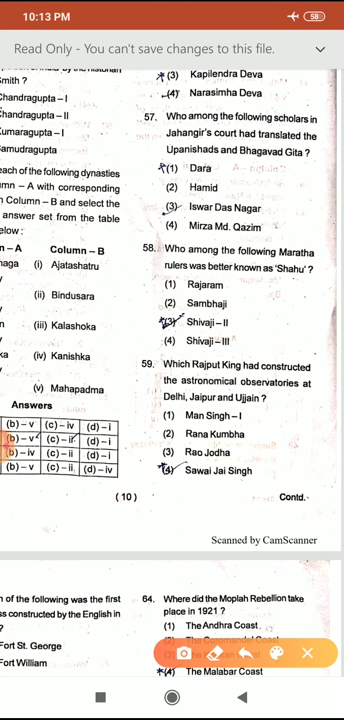 10:13 PM
58
Read Only - You can't save changes to this file.
Smith ?
Chandragupta – I
Chandragupta – II
Kumaragupta – I
Samudragupta
each of the following dynasties
umn – A with corresponding
n Column – B and select the
answer set from the table
elow :
n – A Column – B
naga (i) Ajatashatru
(ii) Bindusara
n (iii) Kalashoka
ka (iv) Kanishka
(v) Mahapadma
Answers
(b) – v (c) – iv (d) – i
(b) – v (c) – ii (d) – i
(b) – iv (c) – ii (d) – i
(b) – v (c) – ii (d) – iv
(3) Kapilendra Deva
(4) Narasimha Deva
57. Who among the following scholars in
Jahangir's court had translated the
Upanishads and Bhagavad Gita ?
(1) Dara
(2) Hamid
(3) Iswar Das Nagar
(4) Mirza Md. Qazim
58. Who among the following Maratha
rulers was better known as 'Shahu' ?
(1) Rajaram
(2) Sambhaji
(3) Shivaji – II
(4) Shivaji – III
59. Which Rajput King had constructed
the astronomical observatories at
Delhi, Jaipur and Ujjain ?
(1) Man Singh – I
(2) Rana Kumbha
(3) Rao Jodha
(4) Sawai Jai Singh
( 10 )
Contd.
Scanned by CamScanner
h of the following was the first
ss constructed by the English in
?
Fort St. George
Fort William
64. Where did the Moplah Rebellion take
place in 1921 ?
(1) The Andhra Coast
(2) The Coromandel Coast
(4) The Malabar Coast